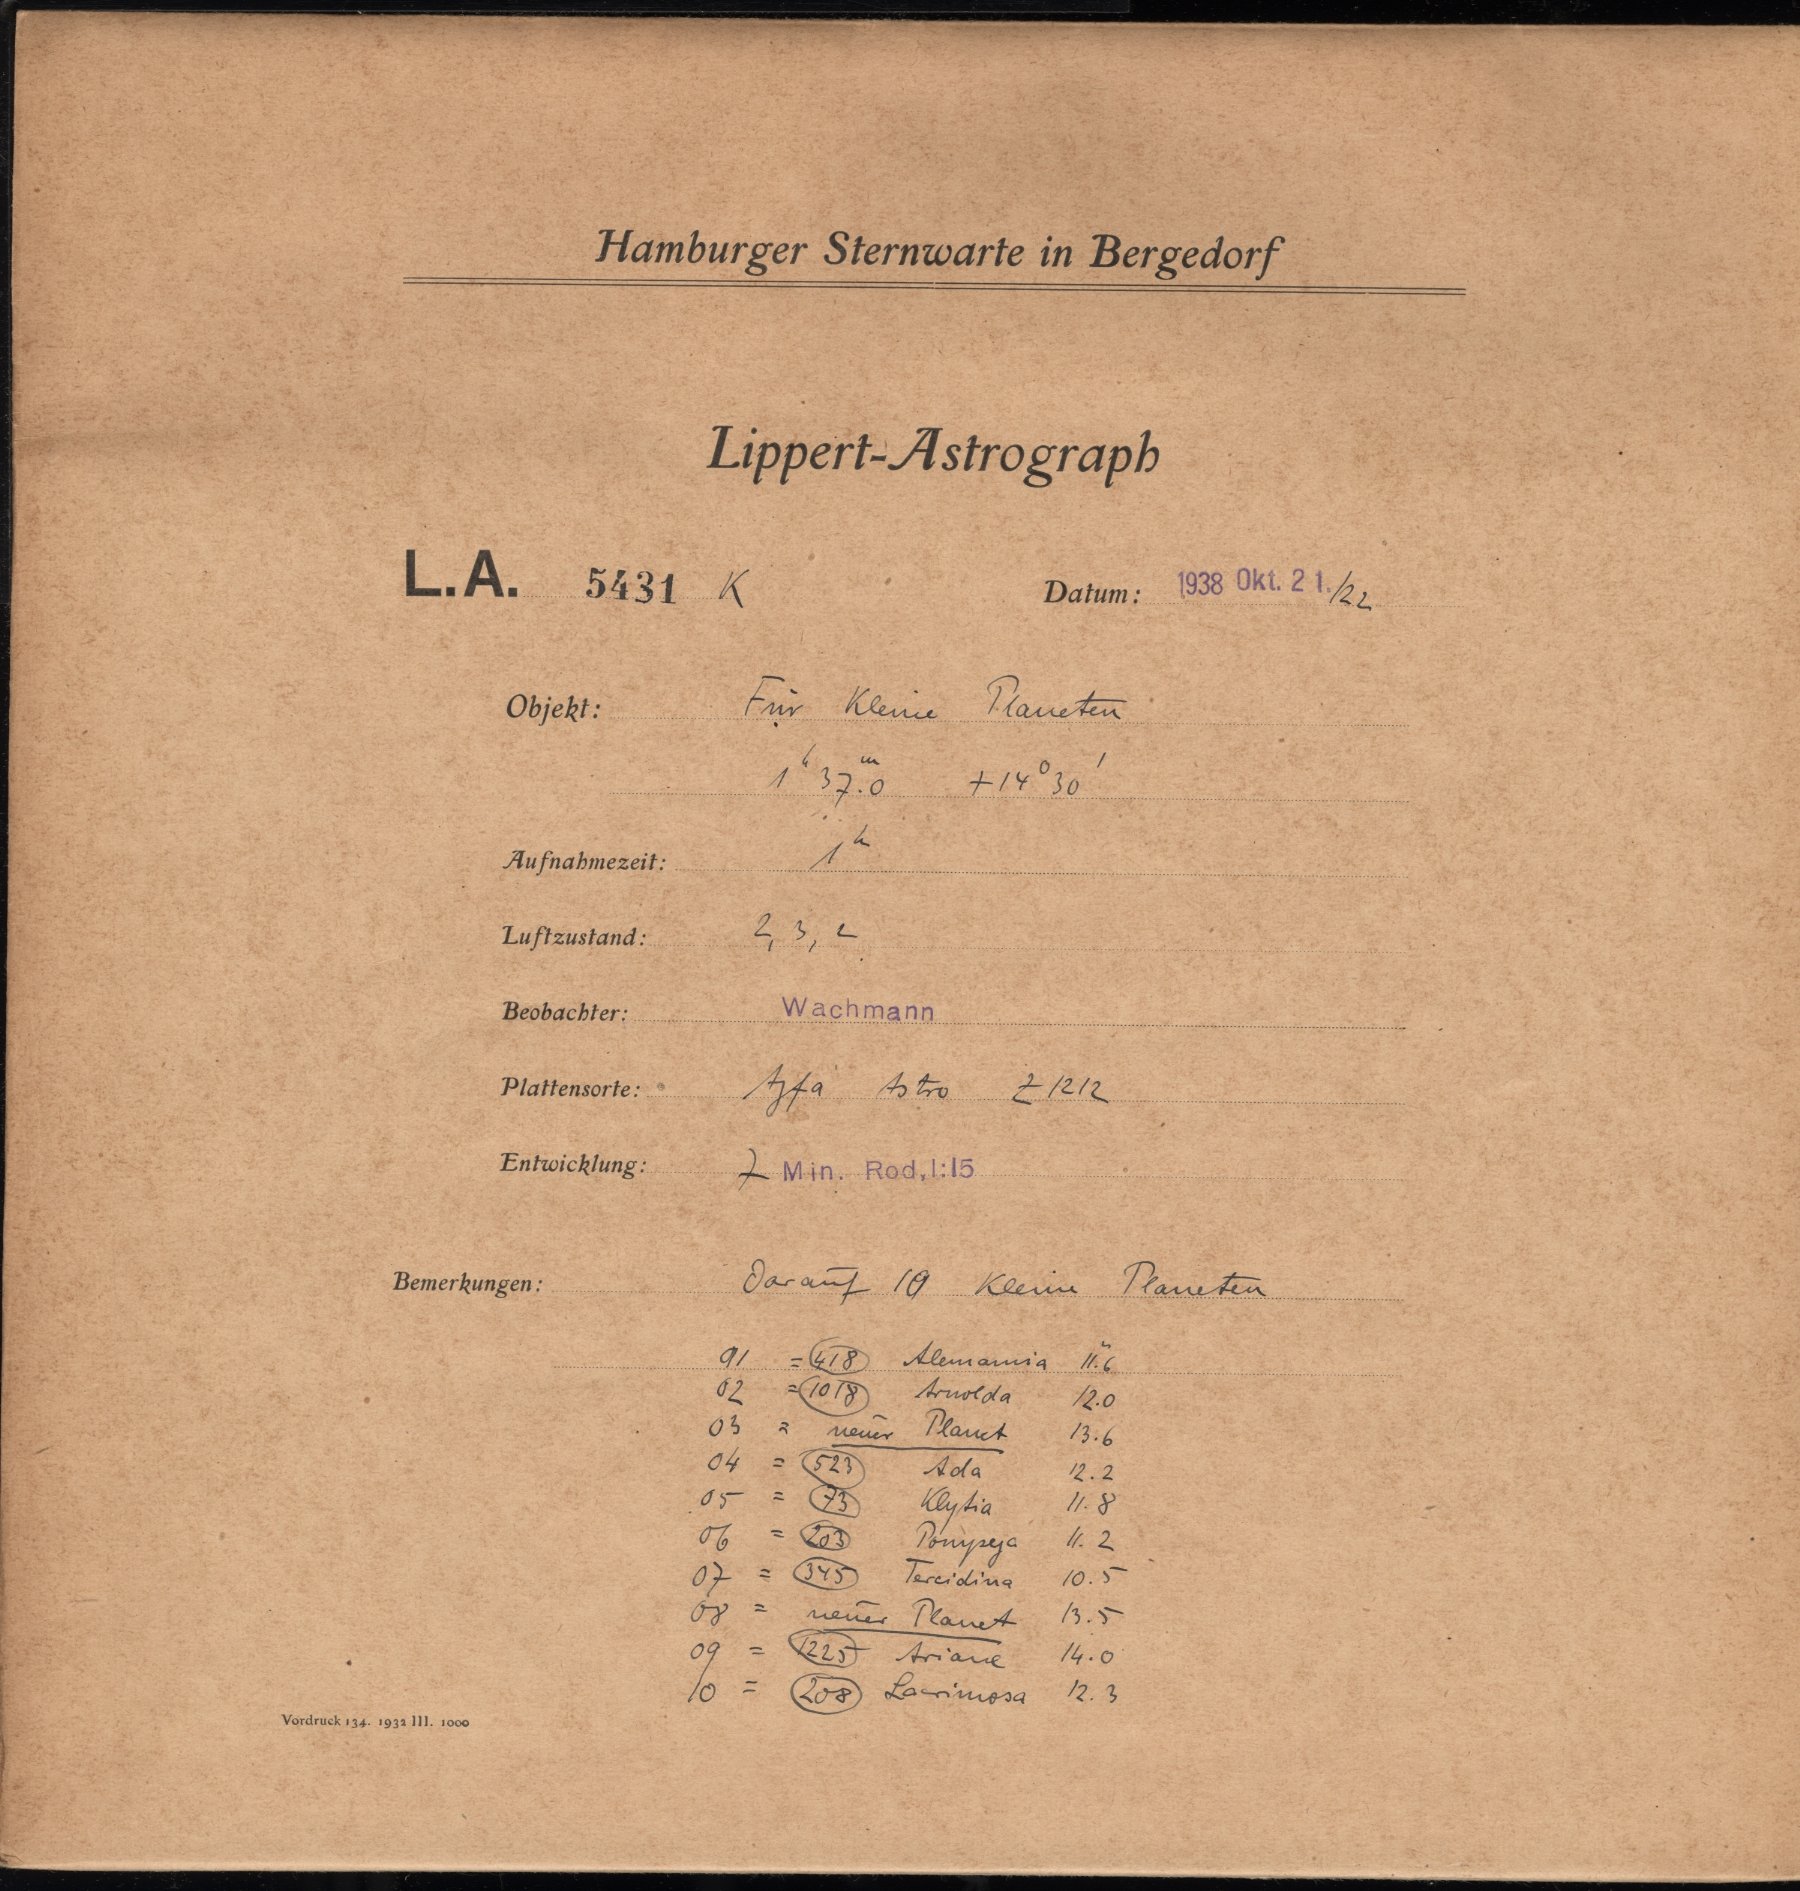 Hamburger Sternwarte in Bergedorf
Lippert-Astrograph
L.A. 5431 K Datum: 1938 Okt. 21./22
Objekt: Für Kleine Planeten
1ʰ 37ᵐ.0 +14° 30'
Aufnahmezeit: 1ʰ
Luftzustand: 2, 3, 2
Beobachter: Wachmann
Plattensorte: Agfa Astro Z 1212
Entwicklung: 7 Min. Rod. 1:15
Bemerkungen: Darauf 10 Kleine Planeten
01 = 418 Alemannia 11.ᵐ6
02 = 1018 Arnolda 12.0
03 = neuer Planet 13.6
04 = 523 Ada 12.2
05 = 73 Klytia 11.8
06 = 203 Pompeja 11.2
07 = 345 Tercidina 10.5
08 = neuer Planet 13.5
09 = 1225 Ariane 14.0
10 = 208 Lacrimosa 12.3
Vordruck 134. 1932 III. 1000